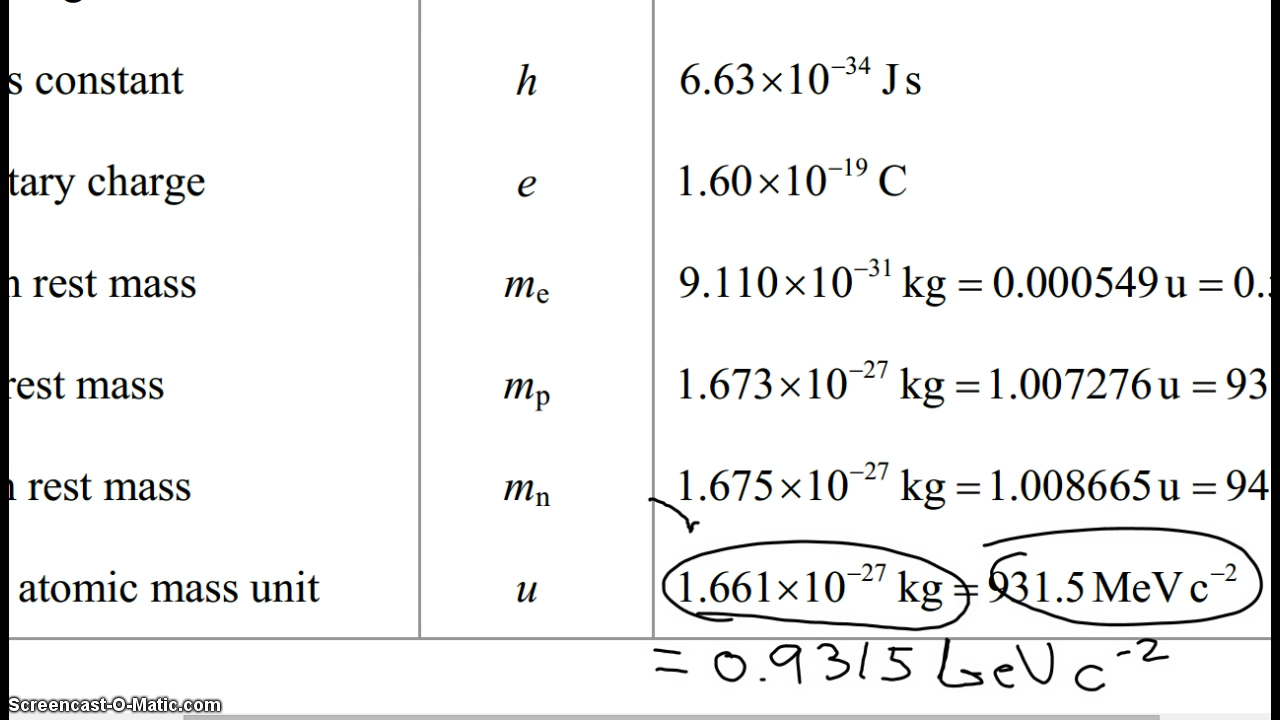 s constant h 6.63×10⁻³⁴ J s
tary charge e 1.60×10⁻¹⁹ C
rest mass mₑ 9.110×10⁻³¹ kg = 0.000549 u = 0.
rest mass mₚ 1.673×10⁻²⁷ kg = 1.007276 u = 93
rest mass mₙ 1.675×10⁻²⁷ kg = 1.008665 u = 94
atomic mass unit u 1.661×10⁻²⁷ kg = 931.5 MeV c⁻²
= 0.9315 GeV c⁻²
Screencast-O-Matic.com